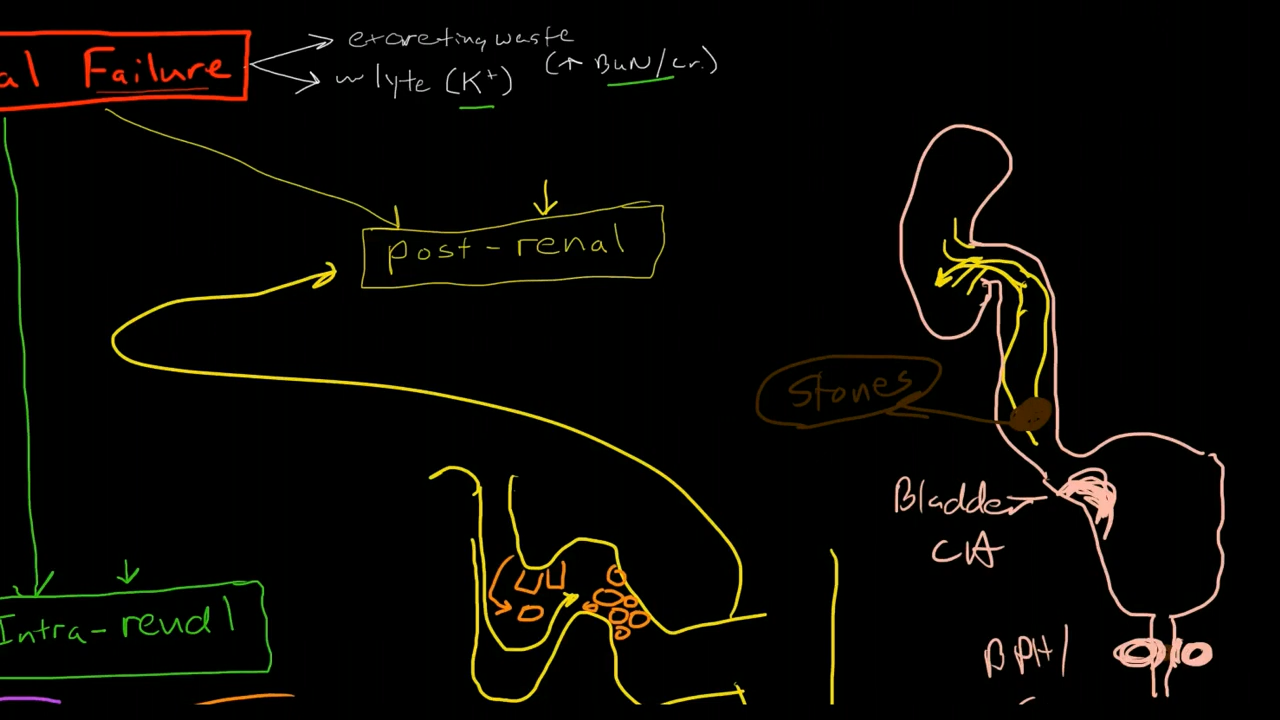 al Failure
excreting waste
(↑ BUN/Cr.)
lyte (K+)
post-renal
Stones
Bladder
CA
BPH/
Intra-renal